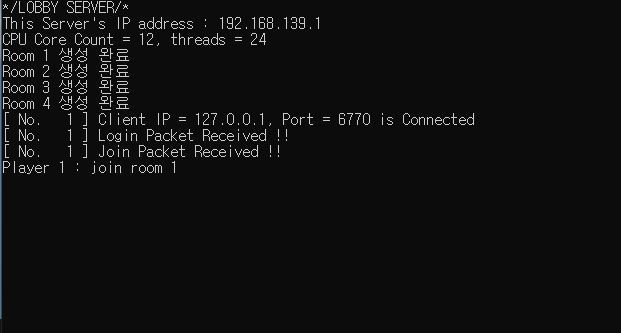 */LOBBY SERVER/*
This Server's IP address : 192.168.139.1
CPU Core Count = 12, threads = 24
Room 1 생성 완료
Room 2 생성 완료
Room 3 생성 완료
Room 4 생성 완료
[ No.   1 ] Client IP = 127.0.0.1, Port = 6770 is Connected
[ No.   1 ] Login Packet Received !!
[ No.   1 ] Join Packet Received !!
Player 1 : join room 1